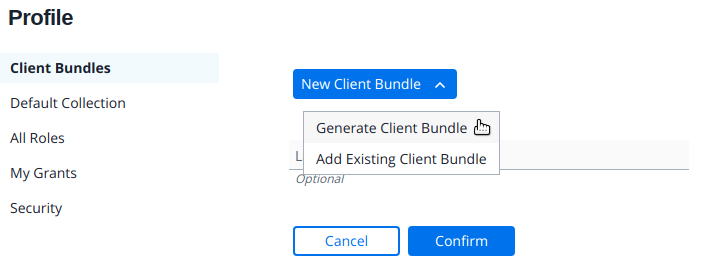 Profile
Client Bundles
Default Collection
All Roles
My Grants
Security
New Client Bundle
Generate Client Bundle
Add Existing Client Bundle
L
Optional
Cancel
Confirm